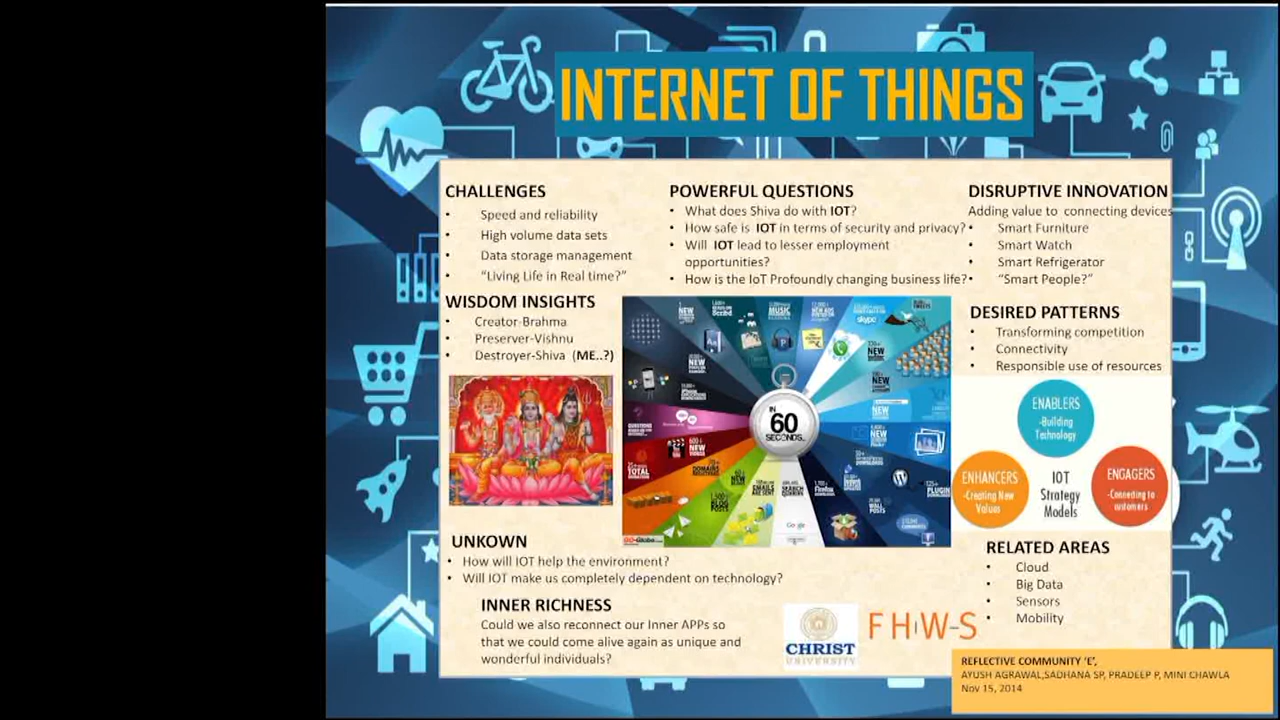 INTERNET OF THINGS
CHALLENGES
• Speed and reliability
• High volume data sets
• Data storage management
• “Living Life in Real time?”
WISDOM INSIGHTS
• Creator-Brahma
• Preserver-Vishnu
• Destroyer-Shiva (ME..?)
POWERFUL QUESTIONS
• What does Shiva do with IOT?
• How safe is IOT in terms of security and privacy?
• Will IOT lead to lesser employment
opportunities?
• How is the IoT Profoundly changing business life?
DISRUPTIVE INNOVATION
Adding value to connecting devices
• Smart Furniture
• Smart Watch
• Smart Refrigerator
• “Smart People?”
DESIRED PATTERNS
• Transforming competition
• Connectivity
• Responsible use of resources
IN
60
SECONDS..
skype
Google
ENABLERS
-Building
Technology
ENHANCERS
-Creating New
Values
IOT
Strategy
Models
ENGAGERS
-Connecting to
customers
UNKOWN
• How will IOT help the environment?
• Will IOT make us completely dependent on technology?
INNER RICHNESS
Could we also reconnect our Inner APPs so
that we could come alive again as unique and
wonderful individuals?
CHRIST
UNIVERSITY
FHW-S
RELATED AREAS
• Cloud
• Big Data
• Sensors
• Mobility
REFLECTIVE COMMUNITY ‘E’,
AYUSH AGRAWAL,SADHANA SP, PRADEEP P, MINI CHAWLA
Nov 15, 2014